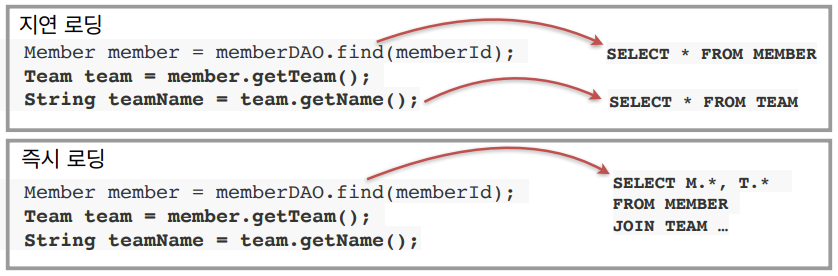 지연 로딩
Member member = memberDAO.find(memberId);
SELECT * FROM MEMBER
Team team = member.getTeam();
String teamName = team.getName();
SELECT * FROM TEAM
즉시 로딩
Member member = memberDAO.find(memberId);
Team team = member.getTeam();
String teamName = team.getName();
SELECT M.*, T.*
FROM MEMBER
JOIN TEAM …